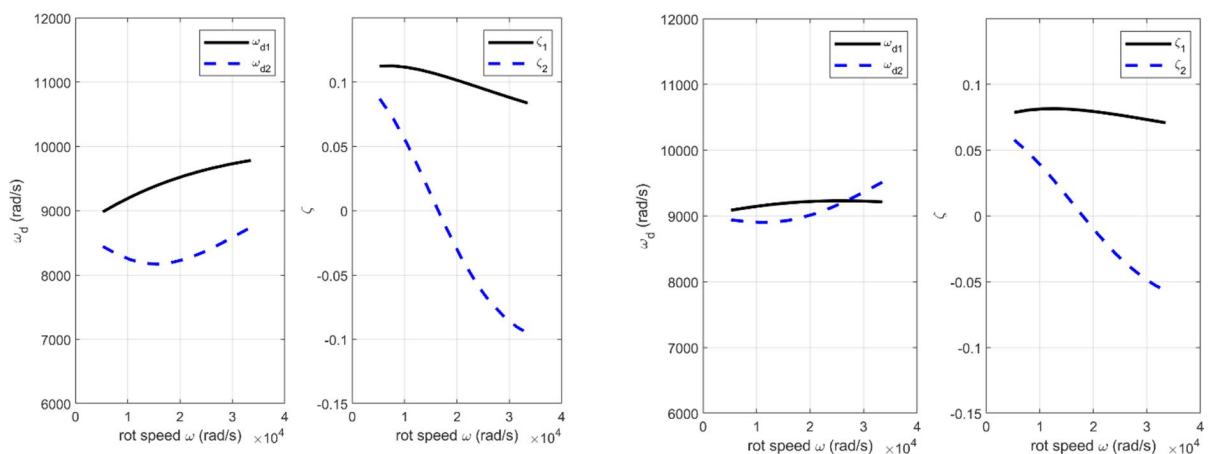 12000
11000
10000
9000
8000
7000
6000
ω_d (rad/s)
0 1 2 3 4
rot speed ω (rad/s) ×10^4
ω_d1
ω_d2
0.1
0.05
0
-0.05
-0.1
-0.15
ζ
0 1 2 3 4
rot speed ω (rad/s) ×10^4
ζ_1
ζ_2
12000
11000
10000
9000
8000
7000
6000
ω_d (rad/s)
0 1 2 3 4
rot speed ω (rad/s) ×10^4
ω_d1
ω_d2
0.1
0.05
0
-0.05
-0.1
-0.15
ζ
0 1 2 3 4
rot speed ω (rad/s) ×10^4
ζ_1
ζ_2